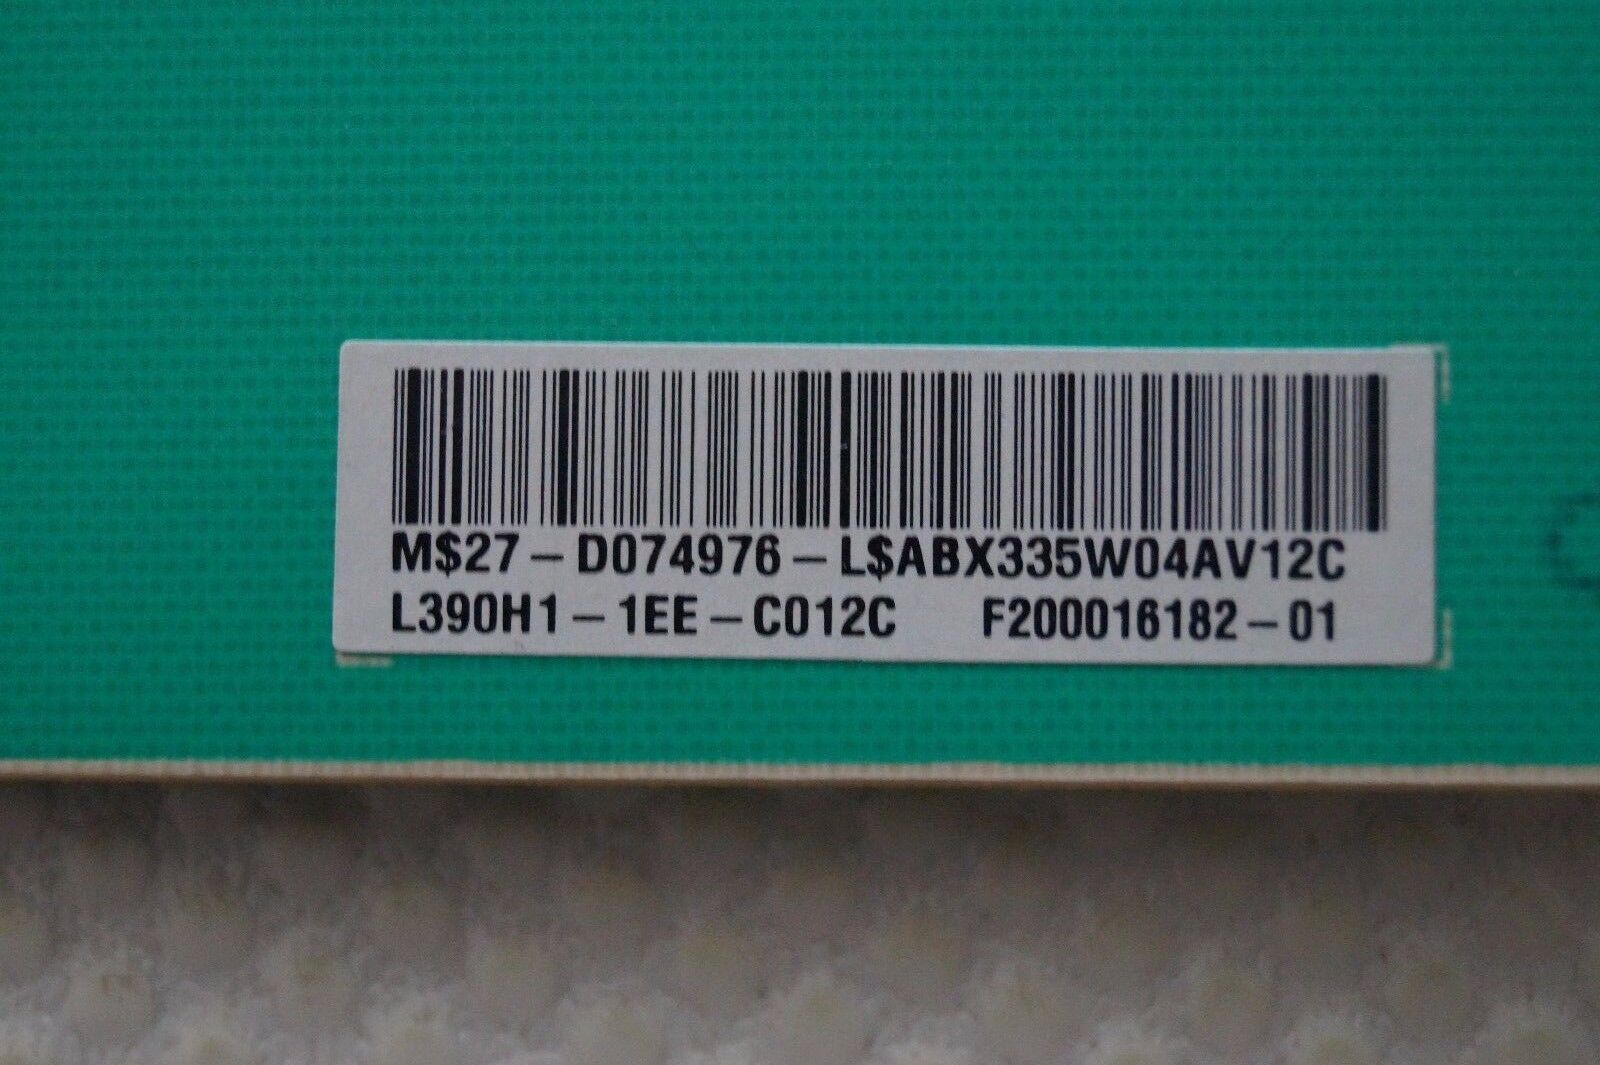 M$27-D074976-L$ABX335W04AV12C
L390H1-1EE-C012C F200016182-01